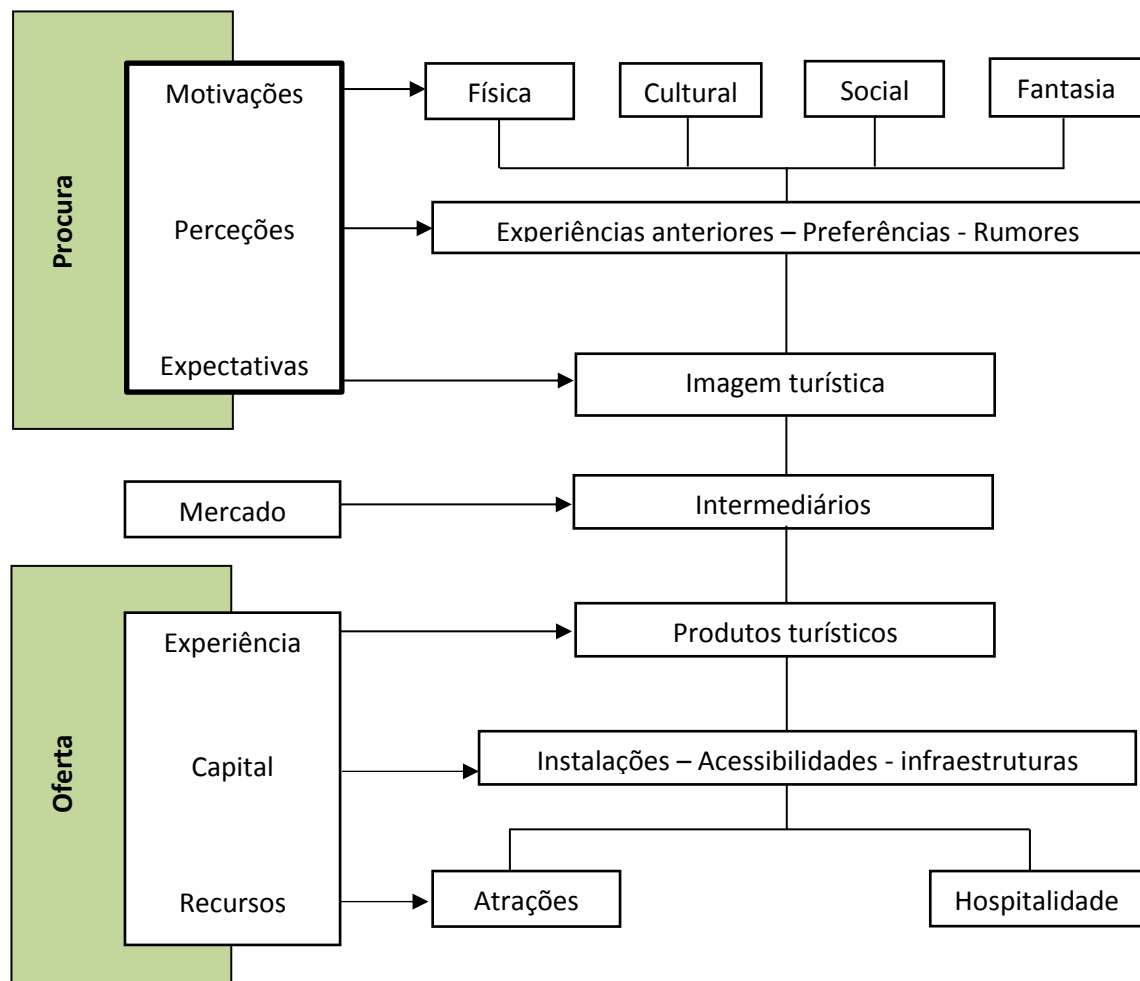 Procura
Motivações
Física
Cultural
Social
Fantasia
Perceções
Experiências anteriores – Preferências - Rumores
Expectativas
Imagem turística
Mercado
Intermediários
Oferta
Experiência
Produtos turísticos
Capital
Instalações – Acessibilidades - infraestruturas
Recursos
Atrações
Hospitalidade